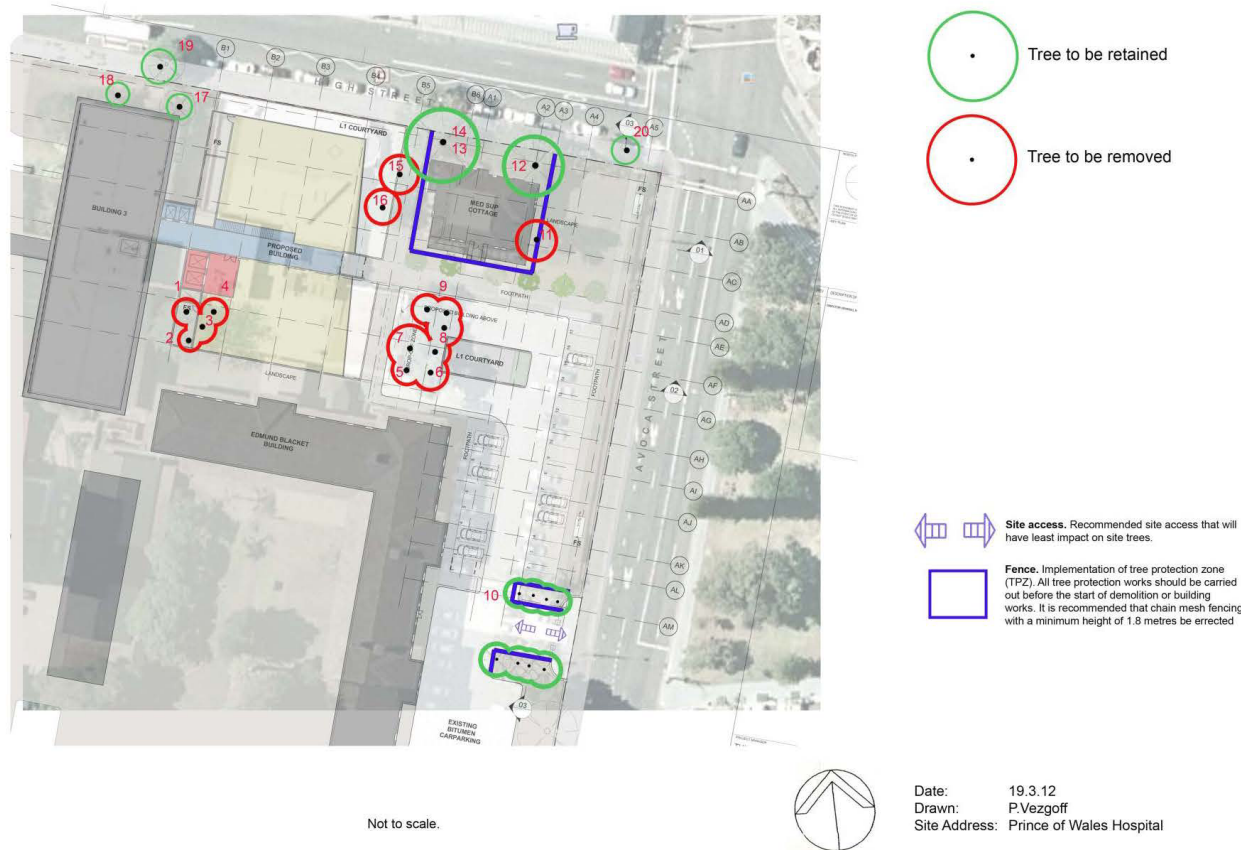 Tree to be retained
Tree to be removed
19
18
17
B1
B2
B3
B4
B5
B6
A1
A2
A3
A4
03
A5
20
HIGH STREET
L1 COURTYARD
FS
14
13
12
15
16
11
MED SUP
COTTAGE
LANDSCAPE
FS
AA
AB
01
AC
AD
AE
AF
02
AG
AH
AI
AJ
AK
AL
AM
BUILDING 3
PROPOSED
BUILDING
1
4
FS
3
2
9
FOOTPATH
BUILDING ABOVE
7
8
L1 COURTYARD
5
6
LANDSCAPE
FOOTPATH
AVOCA STREET
EDMUND BLACKET
BUILDING
FOOTPATH
FS
10
03
EXISTING
BITUMEN
CARPARKING
Site access. Recommended site access that will
have least impact on site trees.
Fence. Implementation of tree protection zone
(TPZ). All tree protection works should be carried
out before the start of demolition or building
works. It is recommended that chain mesh fencing
with a minimum height of 1.8 metres be errected
Not to scale.
Date: 19.3.12
Drawn: P.Vezgoff
Site Address: Prince of Wales Hospital